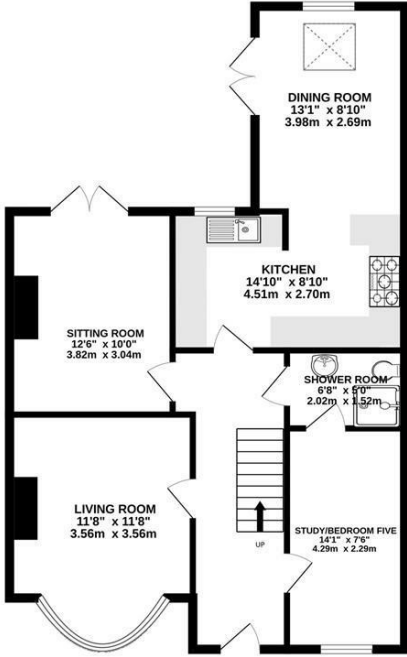 DINING ROOM
13'1" x 8'10"
3.98m x 2.69m
KITCHEN
14'10" x 8'10"
4.51m x 2.70m
SITTING ROOM
12'6" x 10'0"
3.82m x 3.04m
SHOWER ROOM
6'8" x 5'0"
2.02m x 1.52m
LIVING ROOM
11'8" x 11'8"
3.56m x 3.56m
STUDY/BEDROOM FIVE
14'1" x 7'6"
4.29m x 2.29m
UP